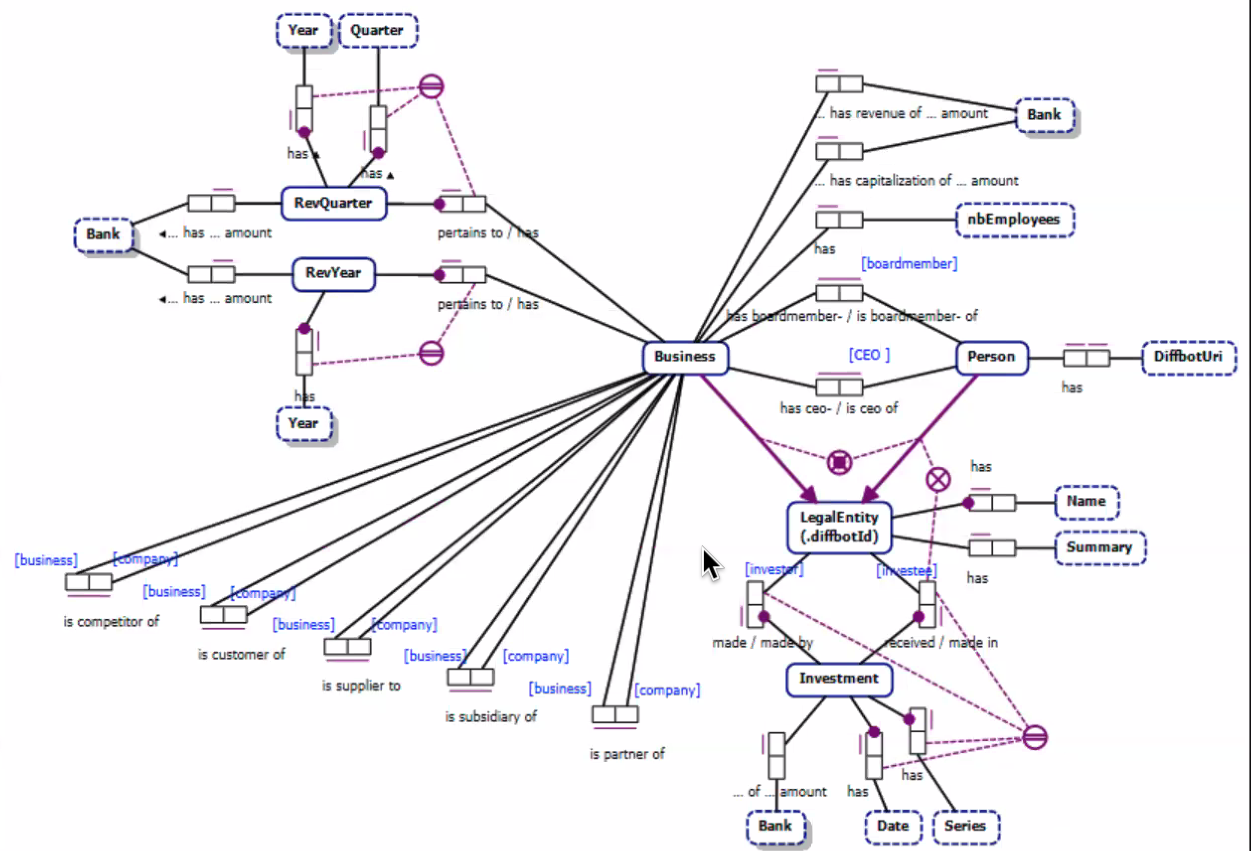 Year
Quarter
... has revenue of ... amount
Bank
has ▲
has ▲
... has capitalization of ... amount
RevQuarter
nbEmployees
Bank
◄... has ... amount
pertains to / has
has
[boardmember]
RevYear
◄... has ... amount
pertains to / has
has boardmember- / is boardmember- of
Business
[CEO ]
Person
DiffbotUri
has
has
has ceo- / is ceo of
Year
has
LegalEntity
(.diffbotId)
Name
Summary
has
[business]
[company]
is competitor of
[business]
[company]
is customer of
[business]
[company]
is supplier to
[business]
[company]
is subsidiary of
[business]
[company]
is partner of
[investor]
[investee]
made / made by
received / made in
Investment
... of ... amount
has
has
Bank
Date
Series